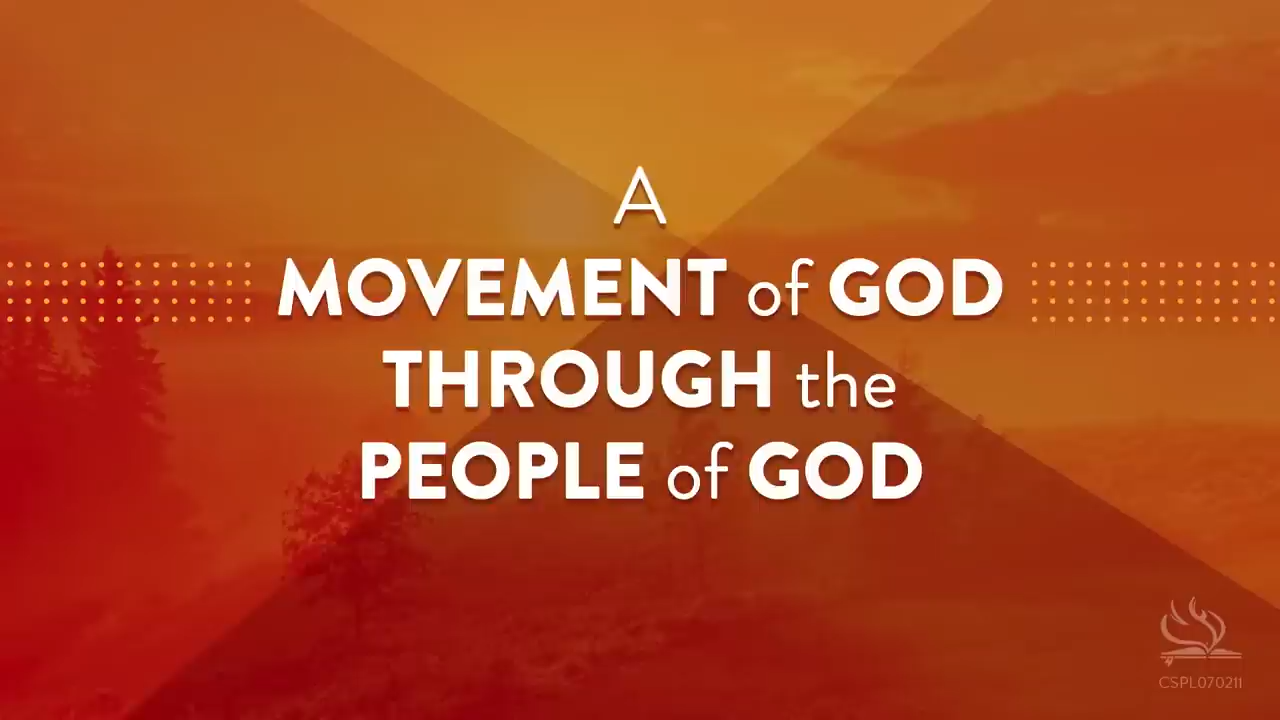 A
MOVEMENT of GOD
THROUGH the
PEOPLE of GOD
CSPL070211